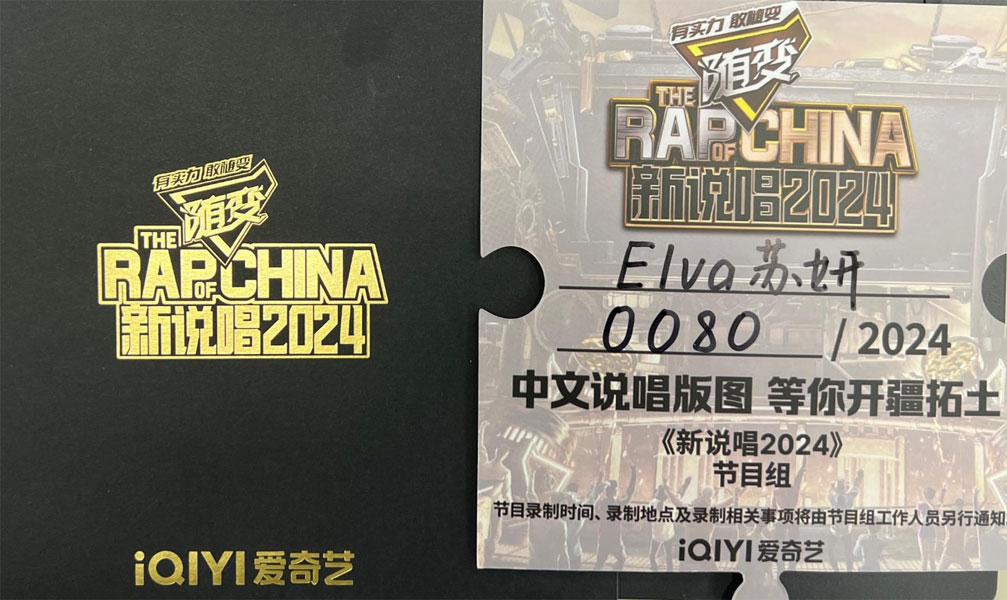 有实力 敢随变
随变
THE
RAP OF CHINA
新说唱2024
iQIYI 爱奇艺
有实力 敢随变
随变
THE
RAP OF CHINA
新说唱2024
Elva苏妍
0080 / 2024
中文说唱版图 等你开疆拓土
《新说唱2024》
节目组
节目录制时间、录制地点及录制相关事项将由节目组工作人员另行通知
iQIYI 爱奇艺